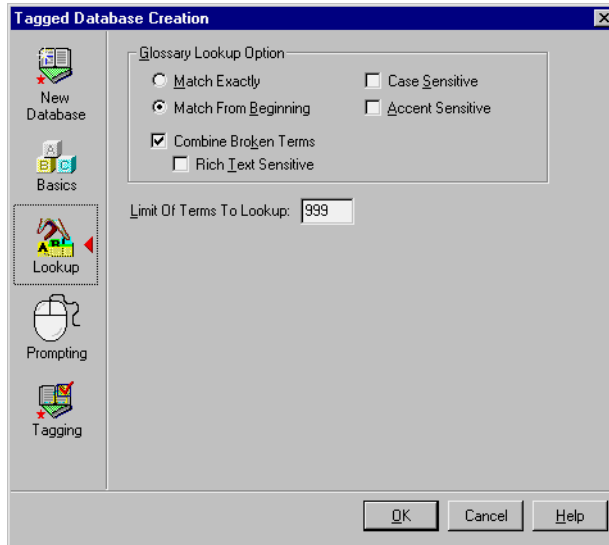 Tagged Database Creation
New
Database
Basics
Lookup
Prompting
Tagging
Glossary Lookup Option
Match Exactly
Case Sensitive
Match From Beginning
Accent Sensitive
Combine Broken Terms
Rich Text Sensitive
Limit Of Terms To Lookup: 999
OK Cancel Help